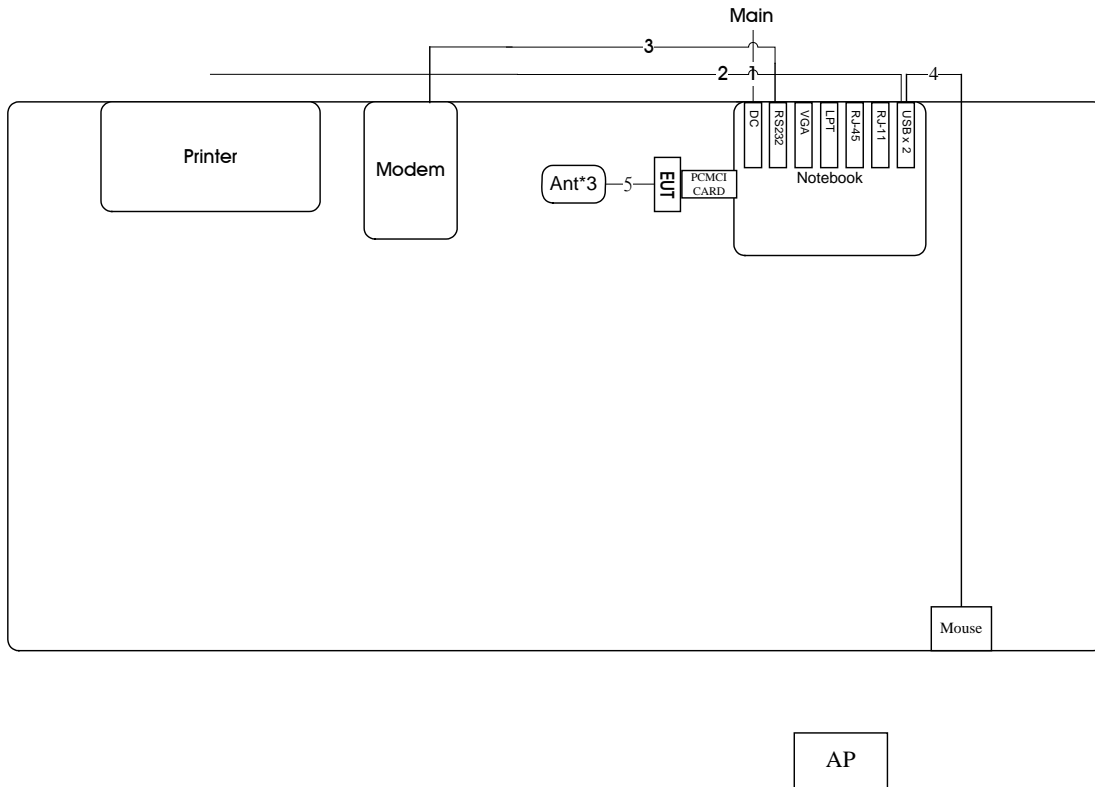 Main
3
2
1
4
Printer
Modem
DC
RS232
VGA
LPT
RJ-45
RJ-11
USB x 2
Notebook
Ant*3
5
EUT
PCMCI
CARD
Mouse
AP